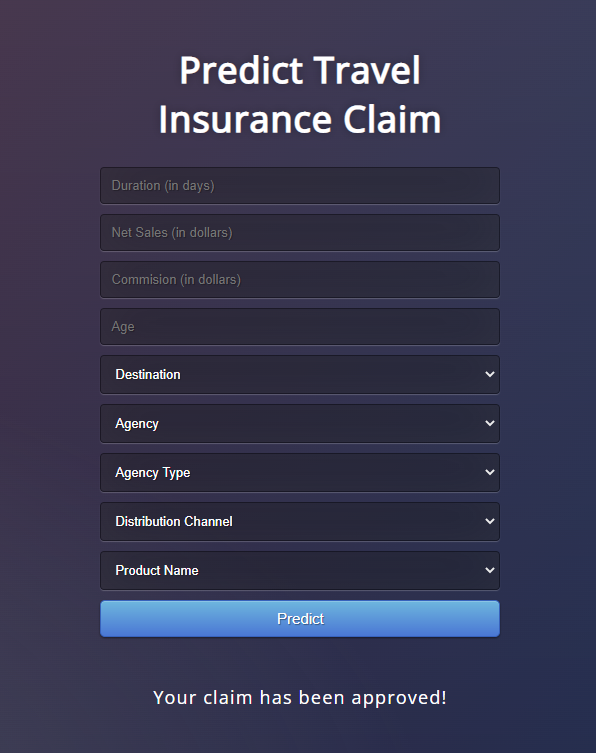 Predict Travel
Insurance Claim
Duration (in days)
Net Sales (in dollars)
Commision (in dollars)
Age
Destination
Agency
Agency Type
Distribution Channel
Product Name
Predict
Your claim has been approved!